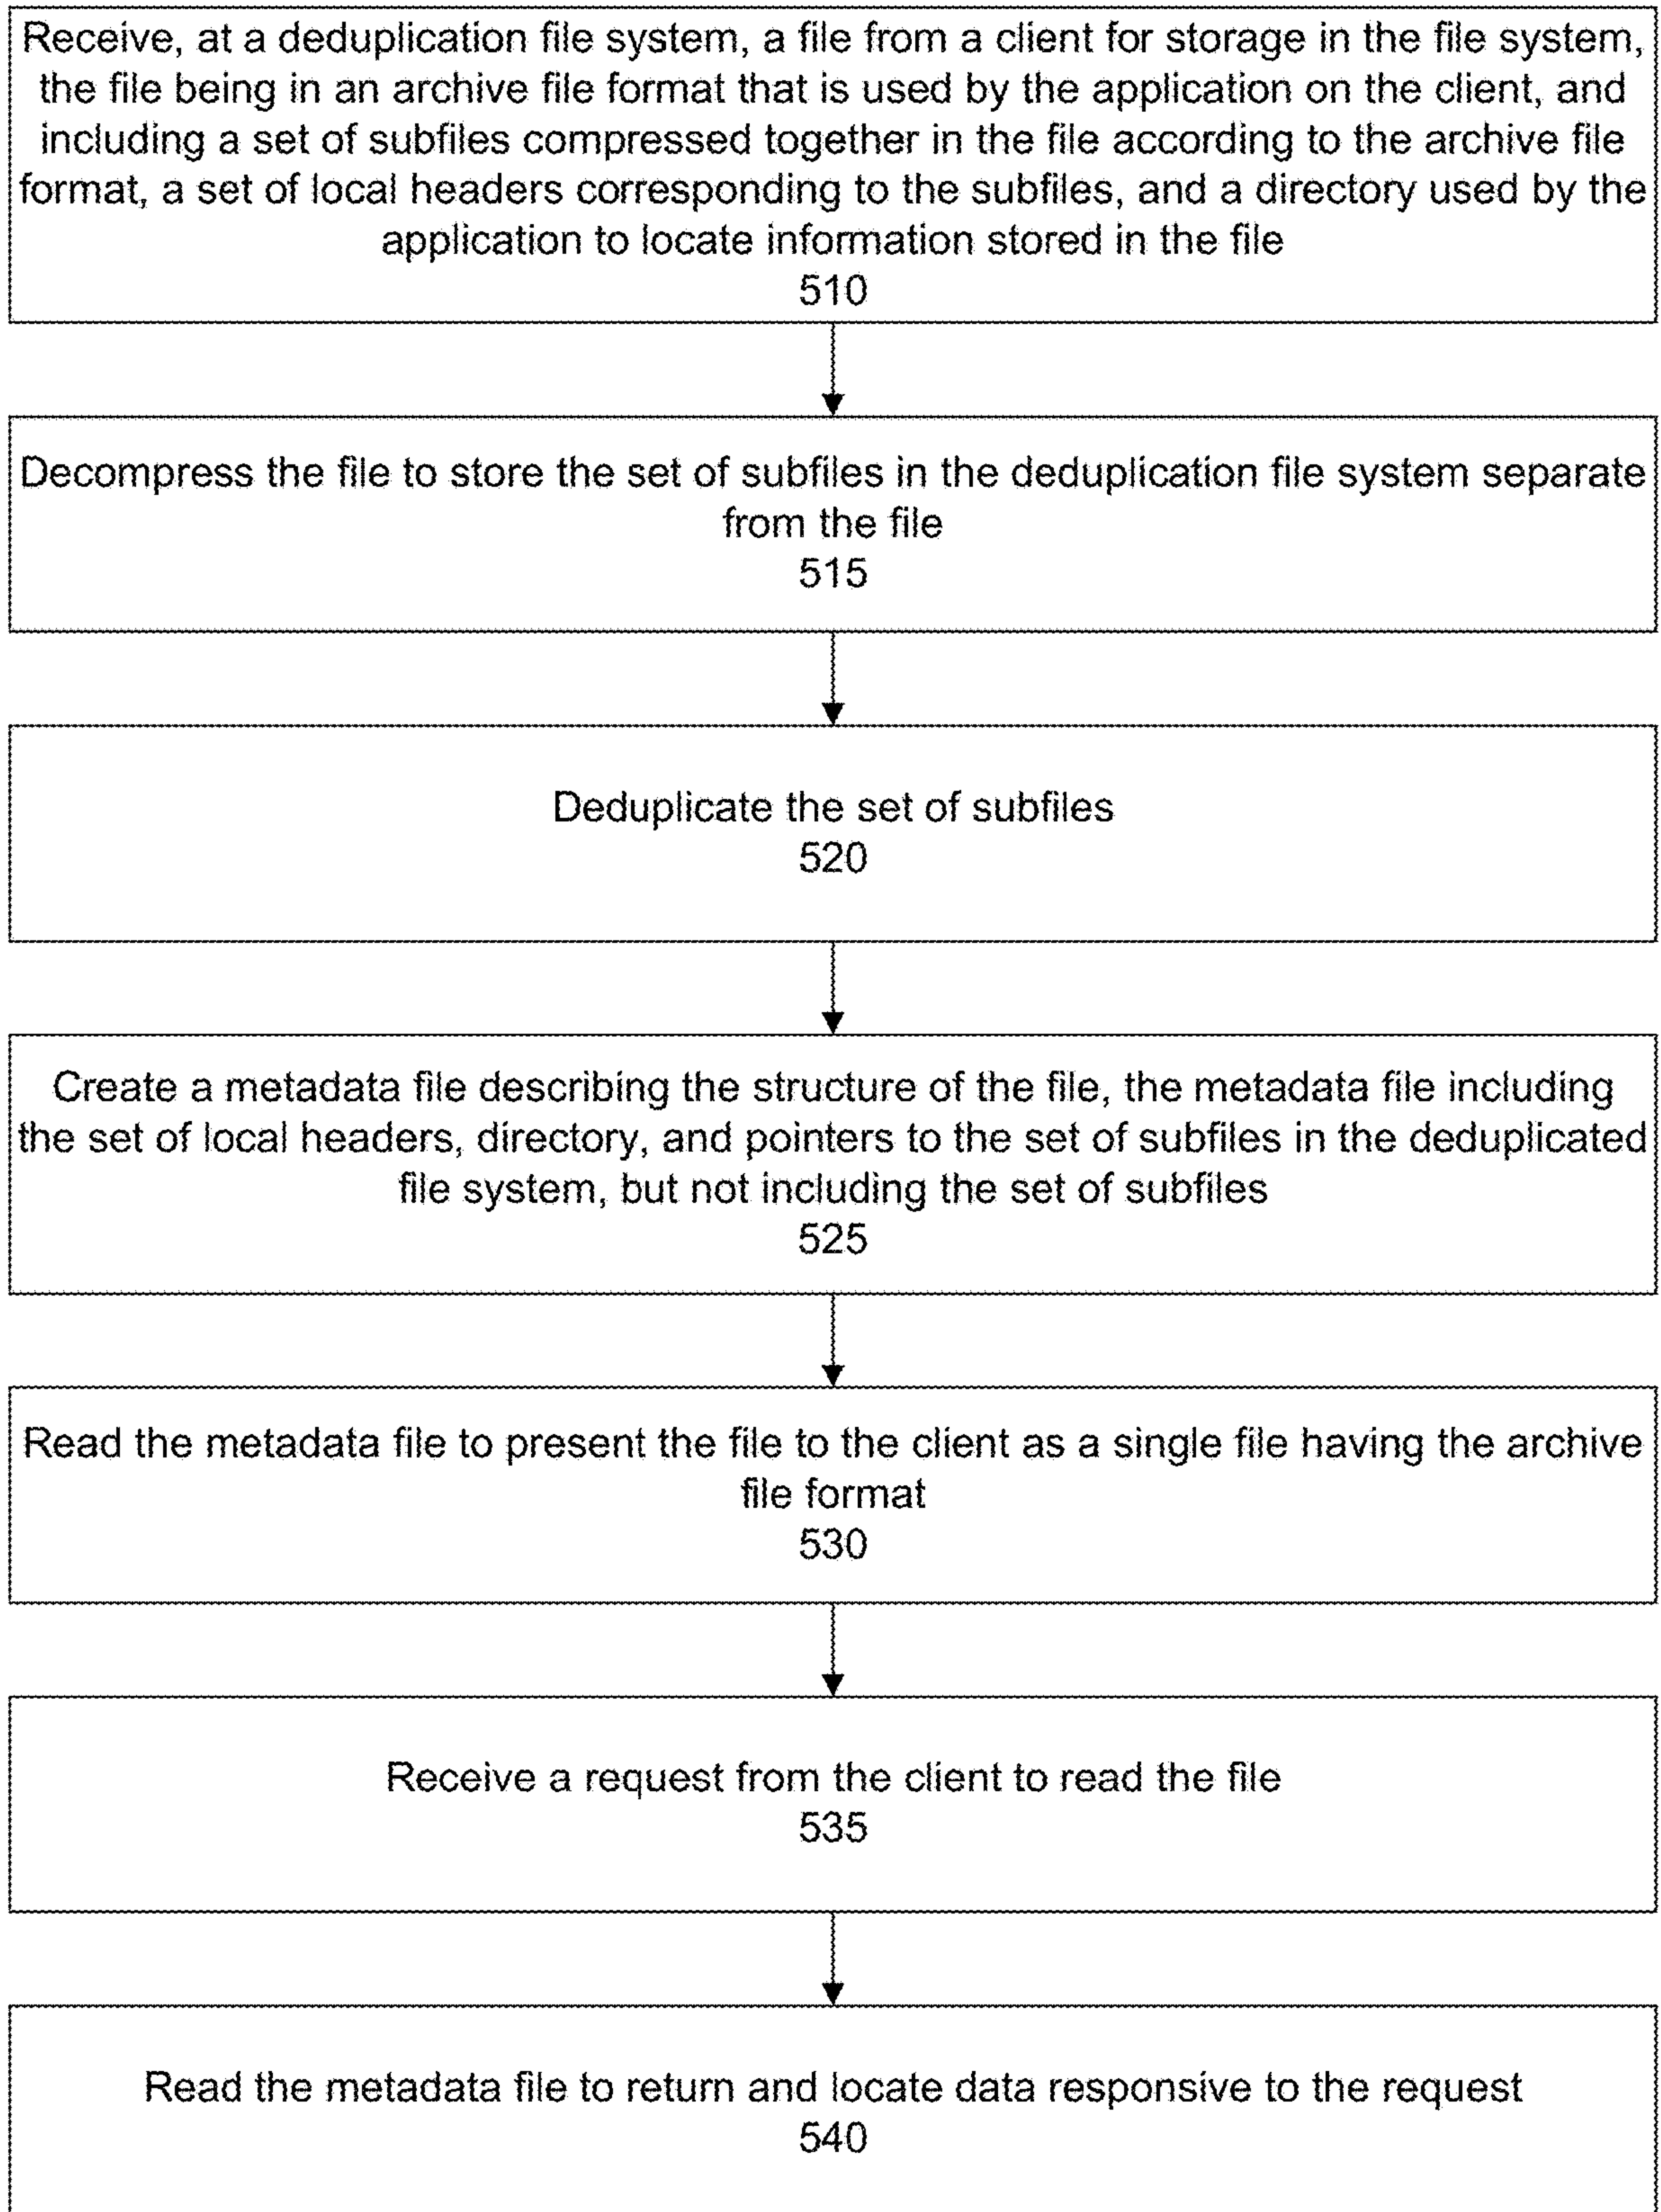 Receive, at a deduplication file system, a file from a client for storage in the file system,
the file being in an archive file format that is used by the application on the client, and
including a set of subfiles compressed together in the file according to the archive file
format, a set of local headers corresponding to the subfiles, and a directory used by the
application to locate information stored in the file
510
Decompress the file to store the set of subfiles in the deduplication file system separate
from the file
515
Deduplicate the set of subfiles
520
Create a metadata file describing the structure of the file, the metadata file including
the set of local headers, directory, and pointers to the set of subfiles in the deduplicated
file system, but not including the set of subfiles
525
Read the metadata file to present the file to the client as a single file having the archive
file format
530
Receive a request from the client to read the file
535
Read the metadata file to return and locate data responsive to the request
540